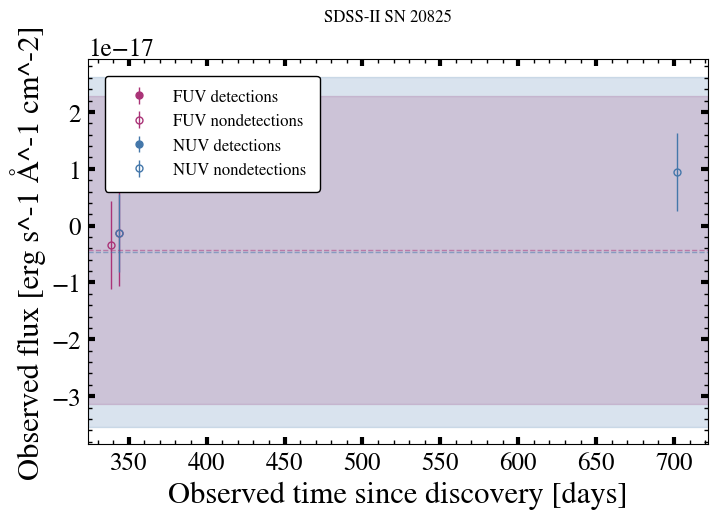 SDSS-II SN 20825
1e−17
FUV detections
FUV nondetections
NUV detections
NUV nondetections
2
1
0
−1
−2
−3
Observed flux [erg s^-1 Å^-1 cm^-2]
350 400 450 500 550 600 650 700
Observed time since discovery [days]